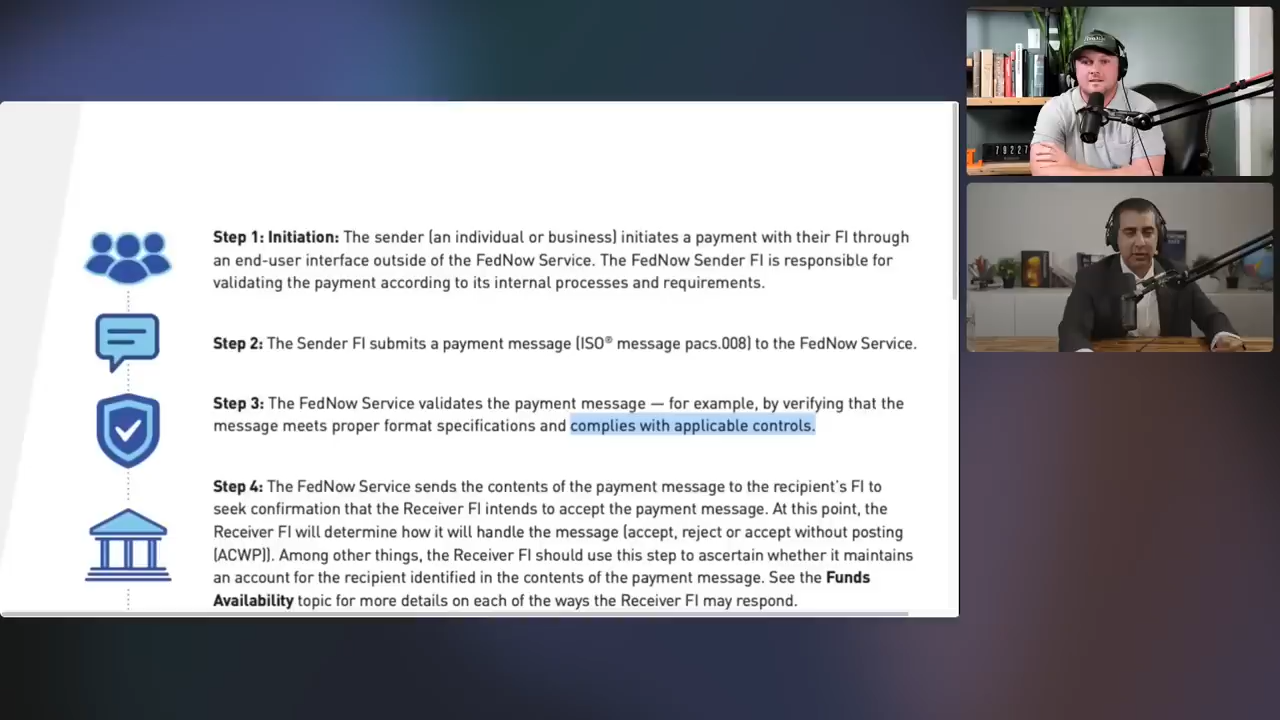 Step 1: Initiation: The sender (an individual or business) initiates a payment with their FI through
an end-user interface outside of the FedNow Service. The FedNow Sender FI is responsible for
validating the payment according to its internal processes and requirements.
Step 2: The Sender FI submits a payment message (ISO® message pacs.008) to the FedNow Service.
Step 3: The FedNow Service validates the payment message — for example, by verifying that the
message meets proper format specifications and complies with applicable controls.
Step 4: The FedNow Service sends the contents of the payment message to the recipient's FI to
seek confirmation that the Receiver FI intends to accept the payment message. At this point, the
Receiver FI will determine how it will handle the message (accept, reject or accept without posting
(ACWP)). Among other things, the Receiver FI should use this step to ascertain whether it maintains
an account for the recipient identified in the contents of the payment message. See the Funds
Availability topic for more details on each of the ways the Receiver FI may respond.